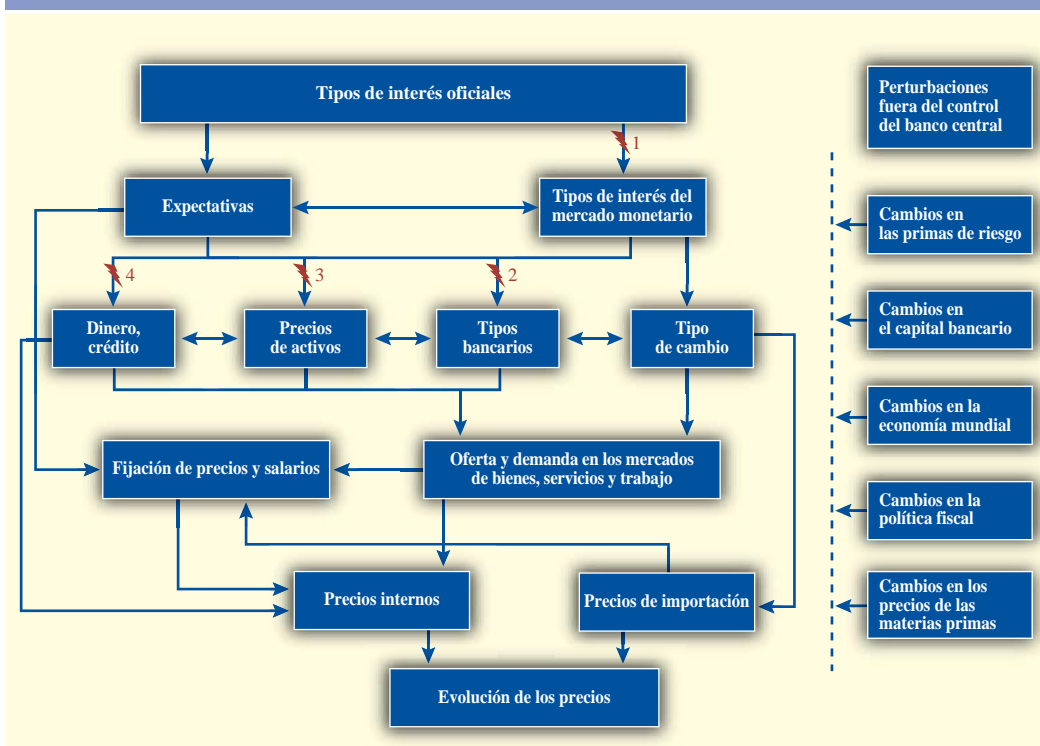 Tipos de interés oficiales
Perturbaciones
fuera del control
del banco central
1
Expectativas
Tipos de interés del
mercado monetario
Cambios en
las primas de riesgo
4
3
2
Dinero,
crédito
Precios
de activos
Tipos
bancarios
Tipo
de cambio
Cambios en
el capital bancario
Cambios en la
economía mundial
Fijación de precios y salarios
Oferta y demanda en los mercados
de bienes, servicios y trabajo
Cambios en la
política fiscal
Precios internos
Precios de importación
Cambios en los
precios de las
materias primas
Evolución de los precios